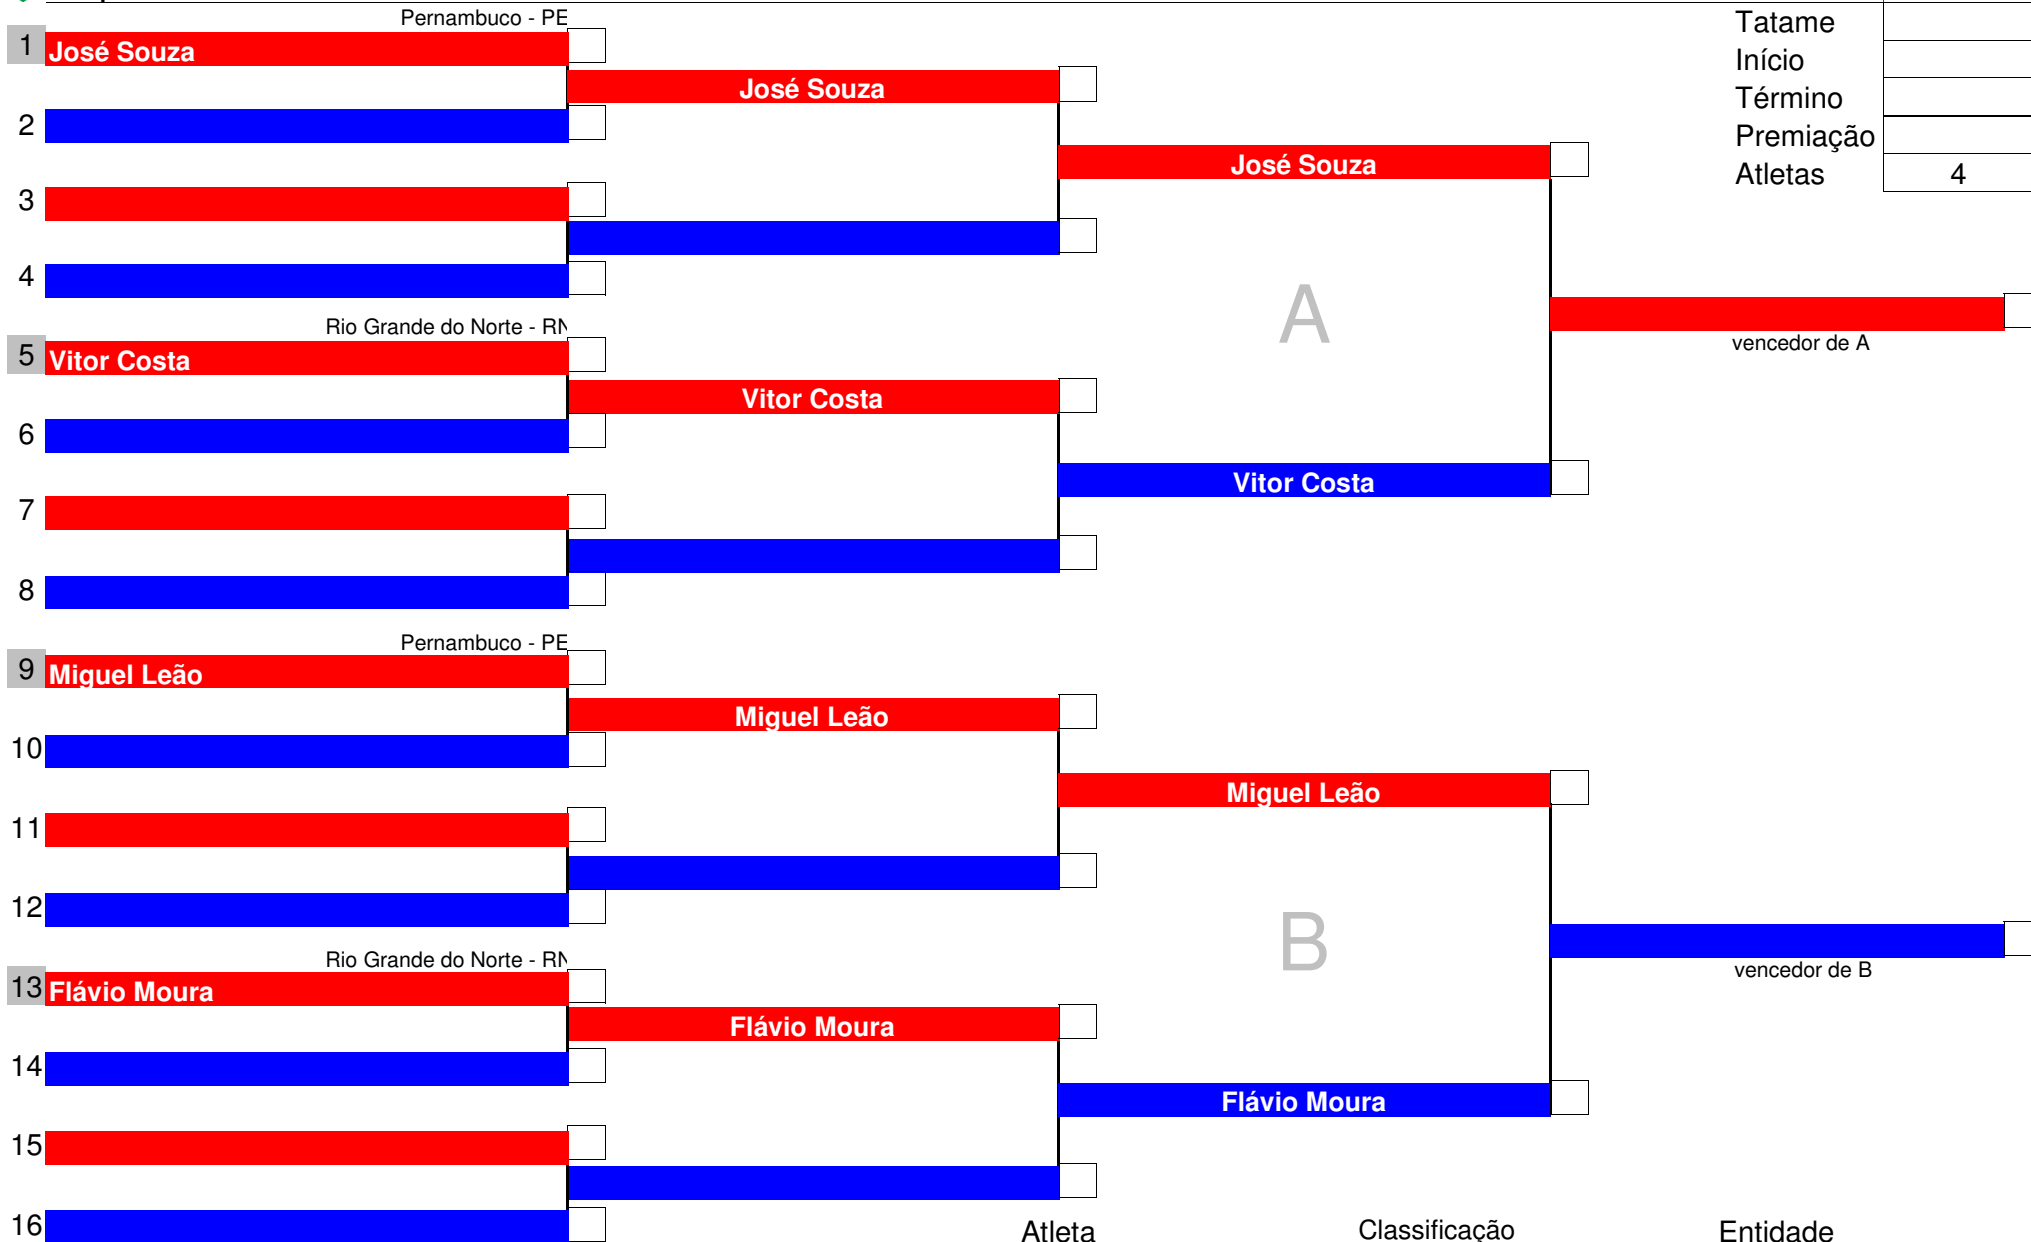 Pernambuco - PE
1 José Souza
José Souza
2
José Souza
3
4
A
Rio Grande do Norte - RN
5 Vitor Costa
Vitor Costa
6
Vitor Costa
7
8
vencedor de A
Pernambuco - PE
9 Miguel Leão
Miguel Leão
10
Miguel Leão
11
12
B
Rio Grande do Norte - RN
13 Flávio Moura
Flávio Moura
14
Flávio Moura
15
16
vencedor de B
Tatame
Início
Término
Premiação
Atletas 4
Atleta Classificação Entidade